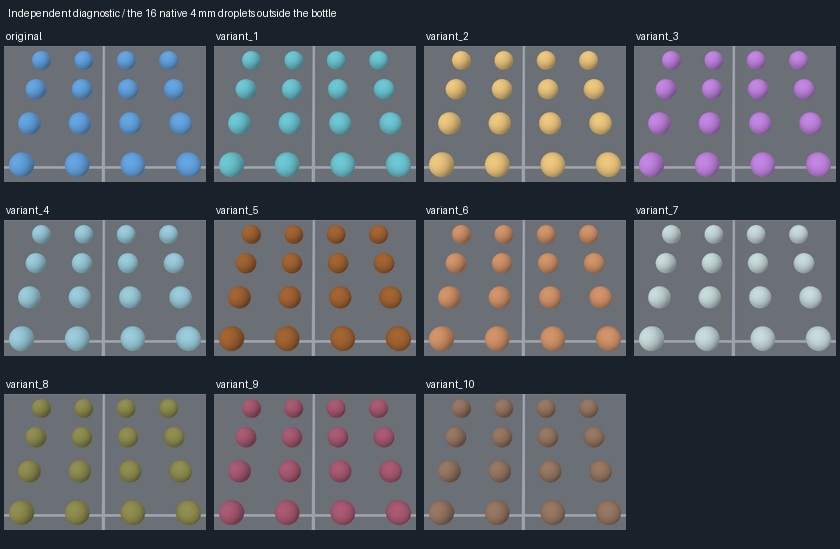 Independent diagnostic / the 16 native 4 mm droplets outside the bottle
original
variant_1
variant_2
variant_3
variant_4
variant_5
variant_6
variant_7
variant_8
variant_9
variant_10